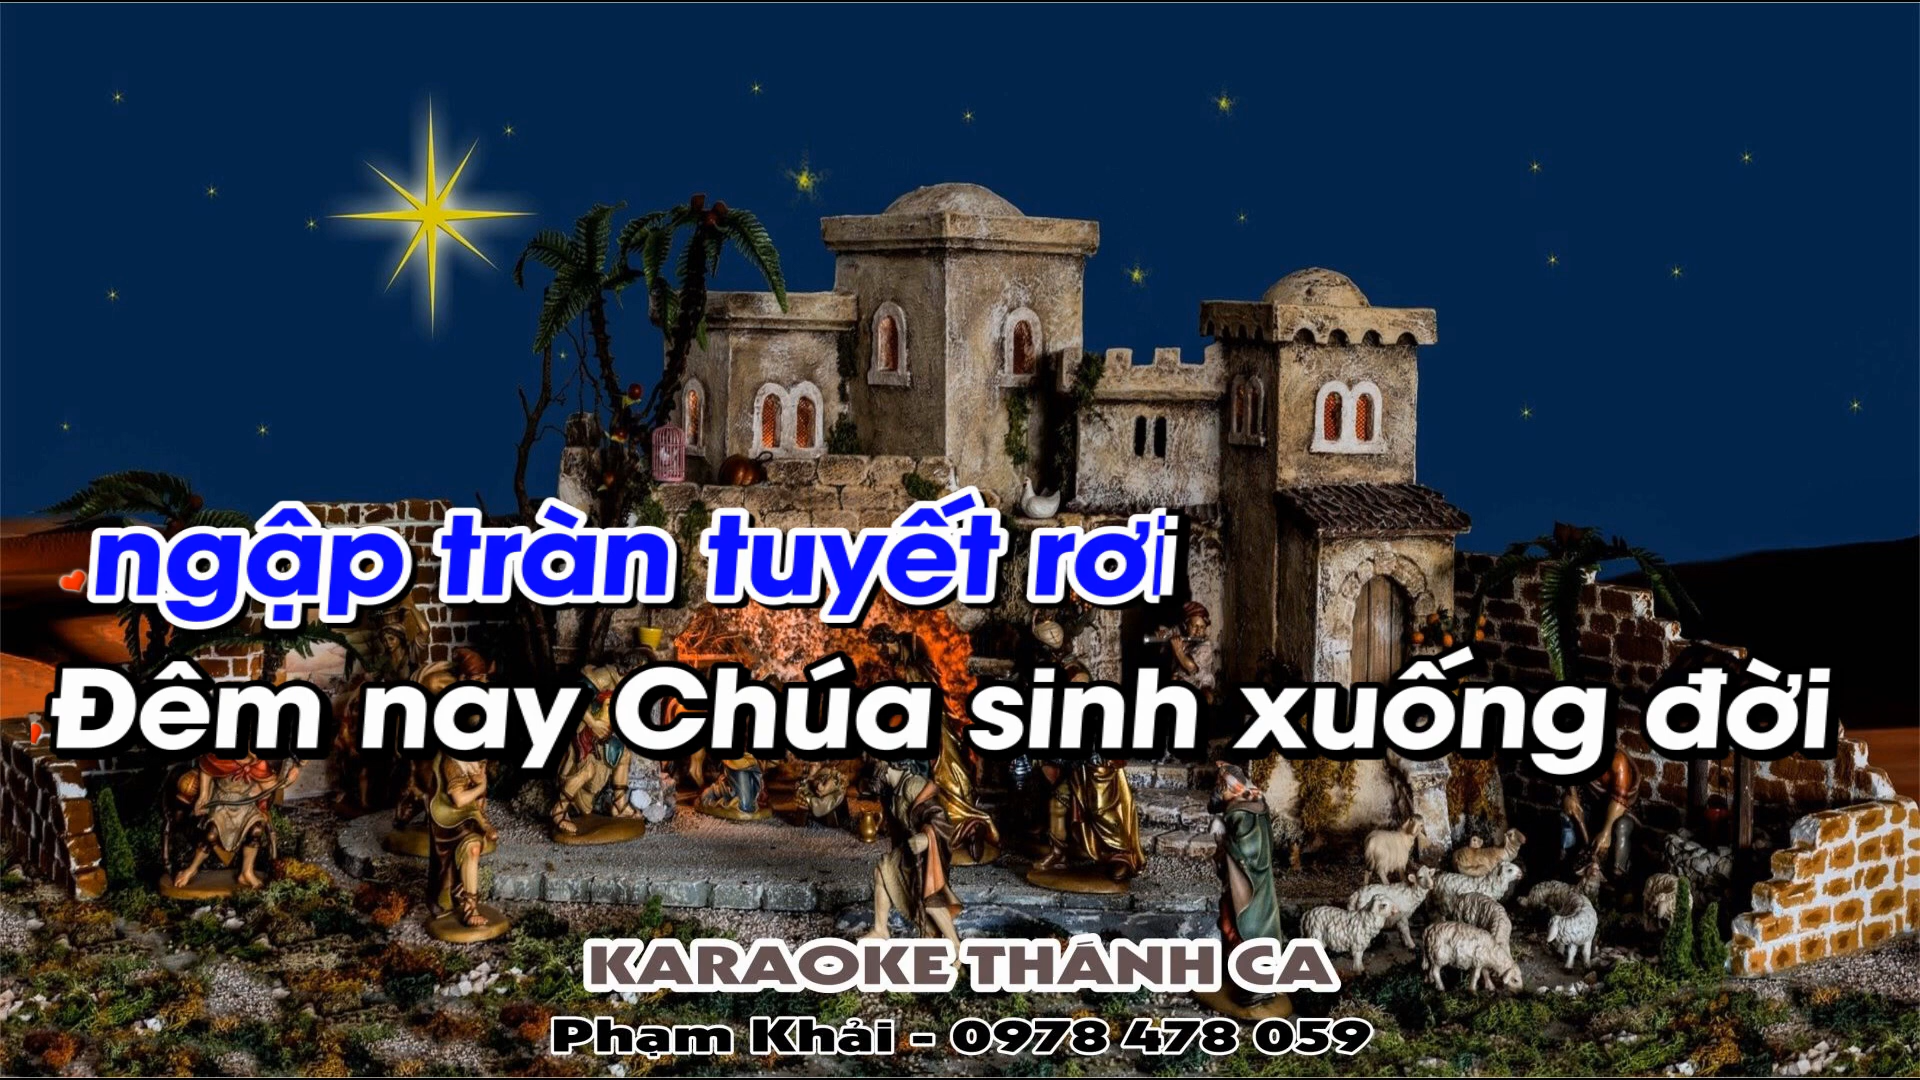 ngập tràn tuyết rơi
Đêm nay Chúa sinh xuống đời
KARAOKE THÁNH CA
Phạm Khải - 0978 478 059